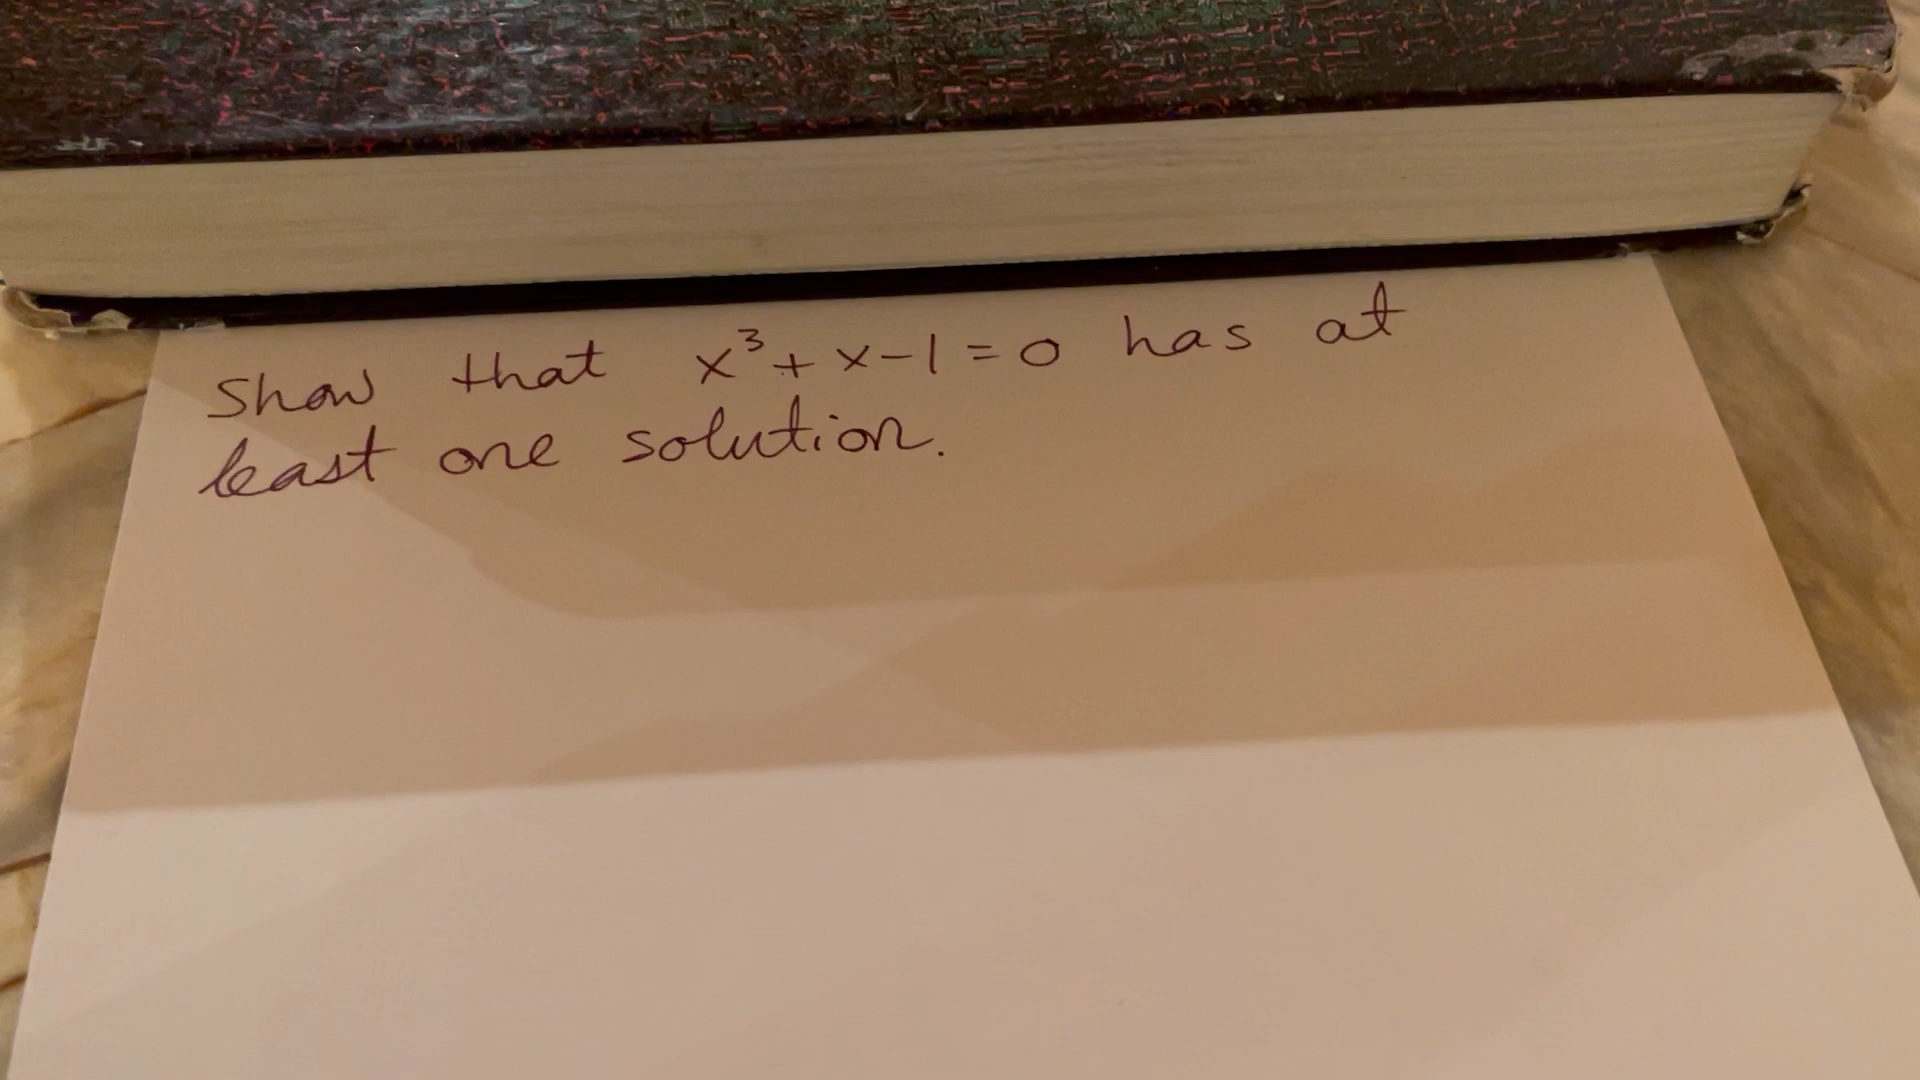 Show that x³ + x - 1 = 0 has at
least one solution.